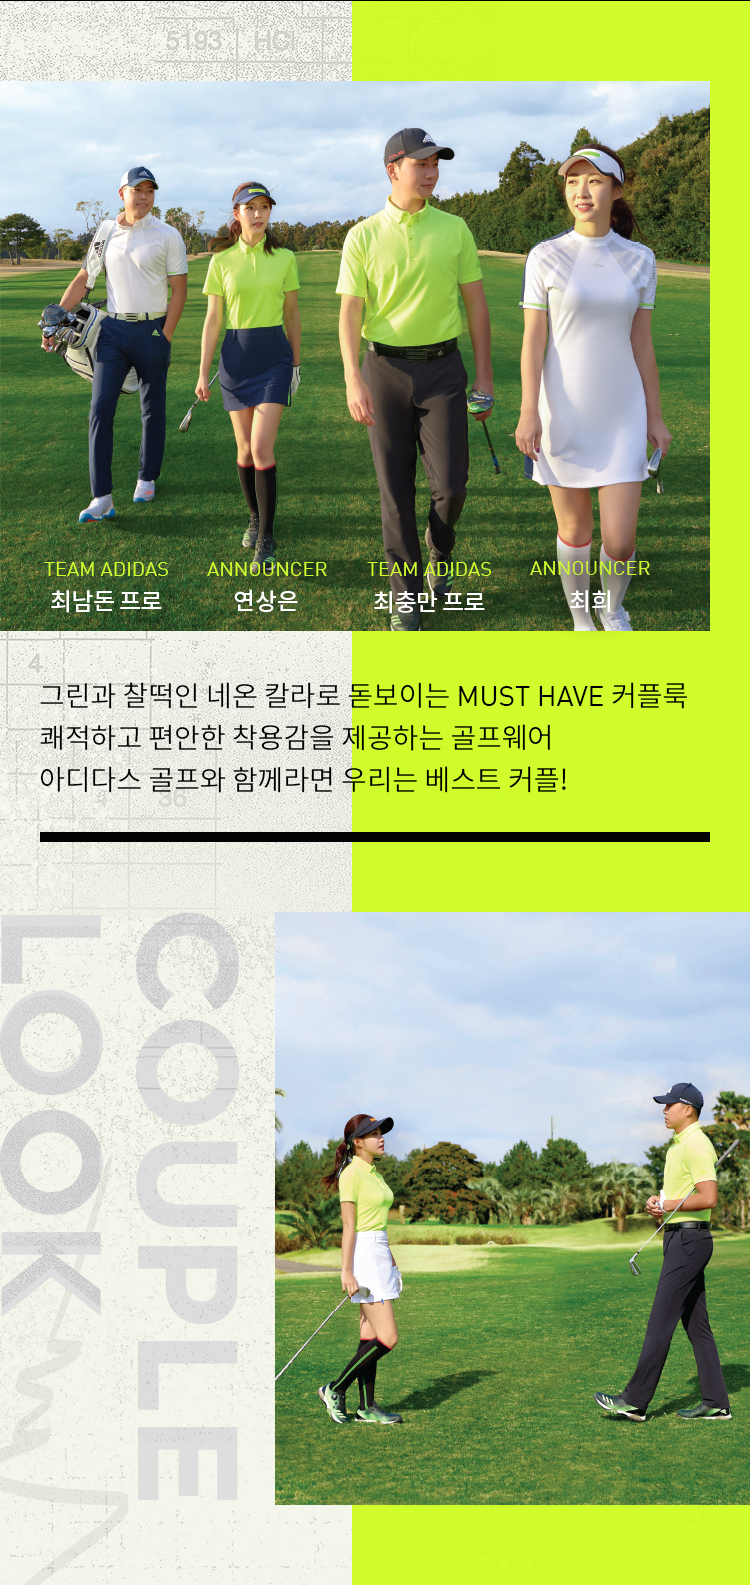 5193 HCI
TEAM ADIDAS
최남돈 프로
ANNOUNCER
연상은
TEAM ADIDAS
최충만 프로
ANNOUNCER
최희
4
그린과 찰떡인 네온 칼라로 돋보이는 MUST HAVE 커플룩
쾌적하고 편안한 착용감을 제공하는 골프웨어
아디다스 골프와 함께라면 우리는 베스트 커플!
36
COUPLE
LOOK